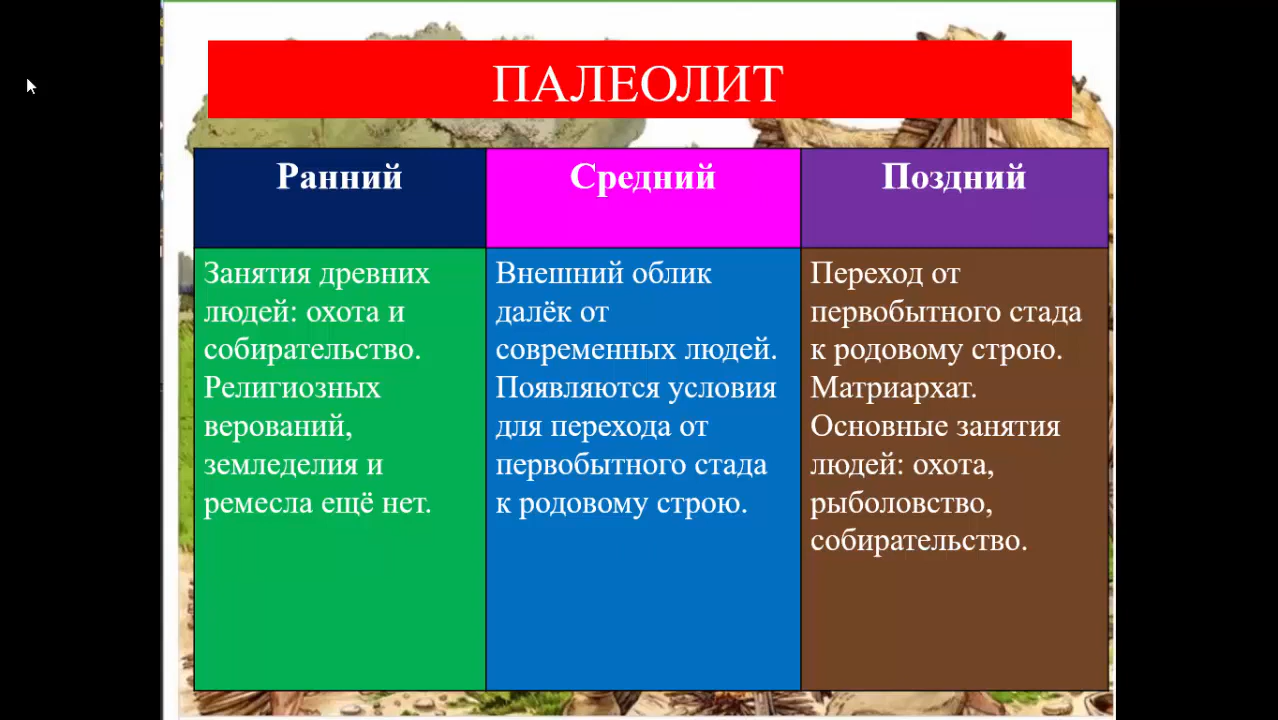 ПАЛЕОЛИТ
Ранний
Средний
Поздний
Занятия древних
людей: охота и
собирательство.
Религиозных
верований,
земледелия и
ремесла ещё нет.
Внешний облик
далёк от
современных людей.
Появляются условия
для перехода от
первобытного стада
к родовому строю.
Переход от
первобытного стада
к родовому строю.
Матриархат.
Основные занятия
людей: охота,
рыболовство,
собирательство.